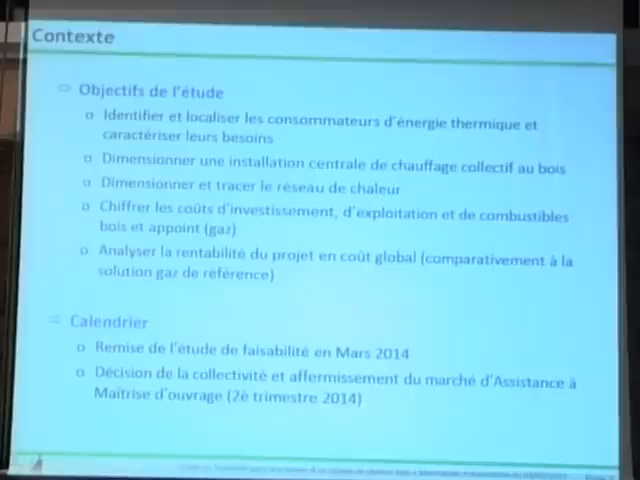 Contexte
⇨ Objectifs de l'étude
o Identifier et localiser les consommateurs d'énergie thermique et
caractériser leurs besoins
o Dimensionner une installation centrale de chauffage collectif au bois
o Dimensionner et tracer le réseau de chaleur
o Chiffrer les coûts d'investissement, d'exploitation et de combustibles
bois et appoint (gaz)
o Analyser la rentabilité du projet en coût global (comparativement à la
solution gaz de référence)
⇨ Calendrier
o Remise de l'étude de faisabilité en Mars 2014
o Décision de la collectivité et affermissement du marché d'Assistance à
Maîtrise d'ouvrage (2è trimestre 2014)